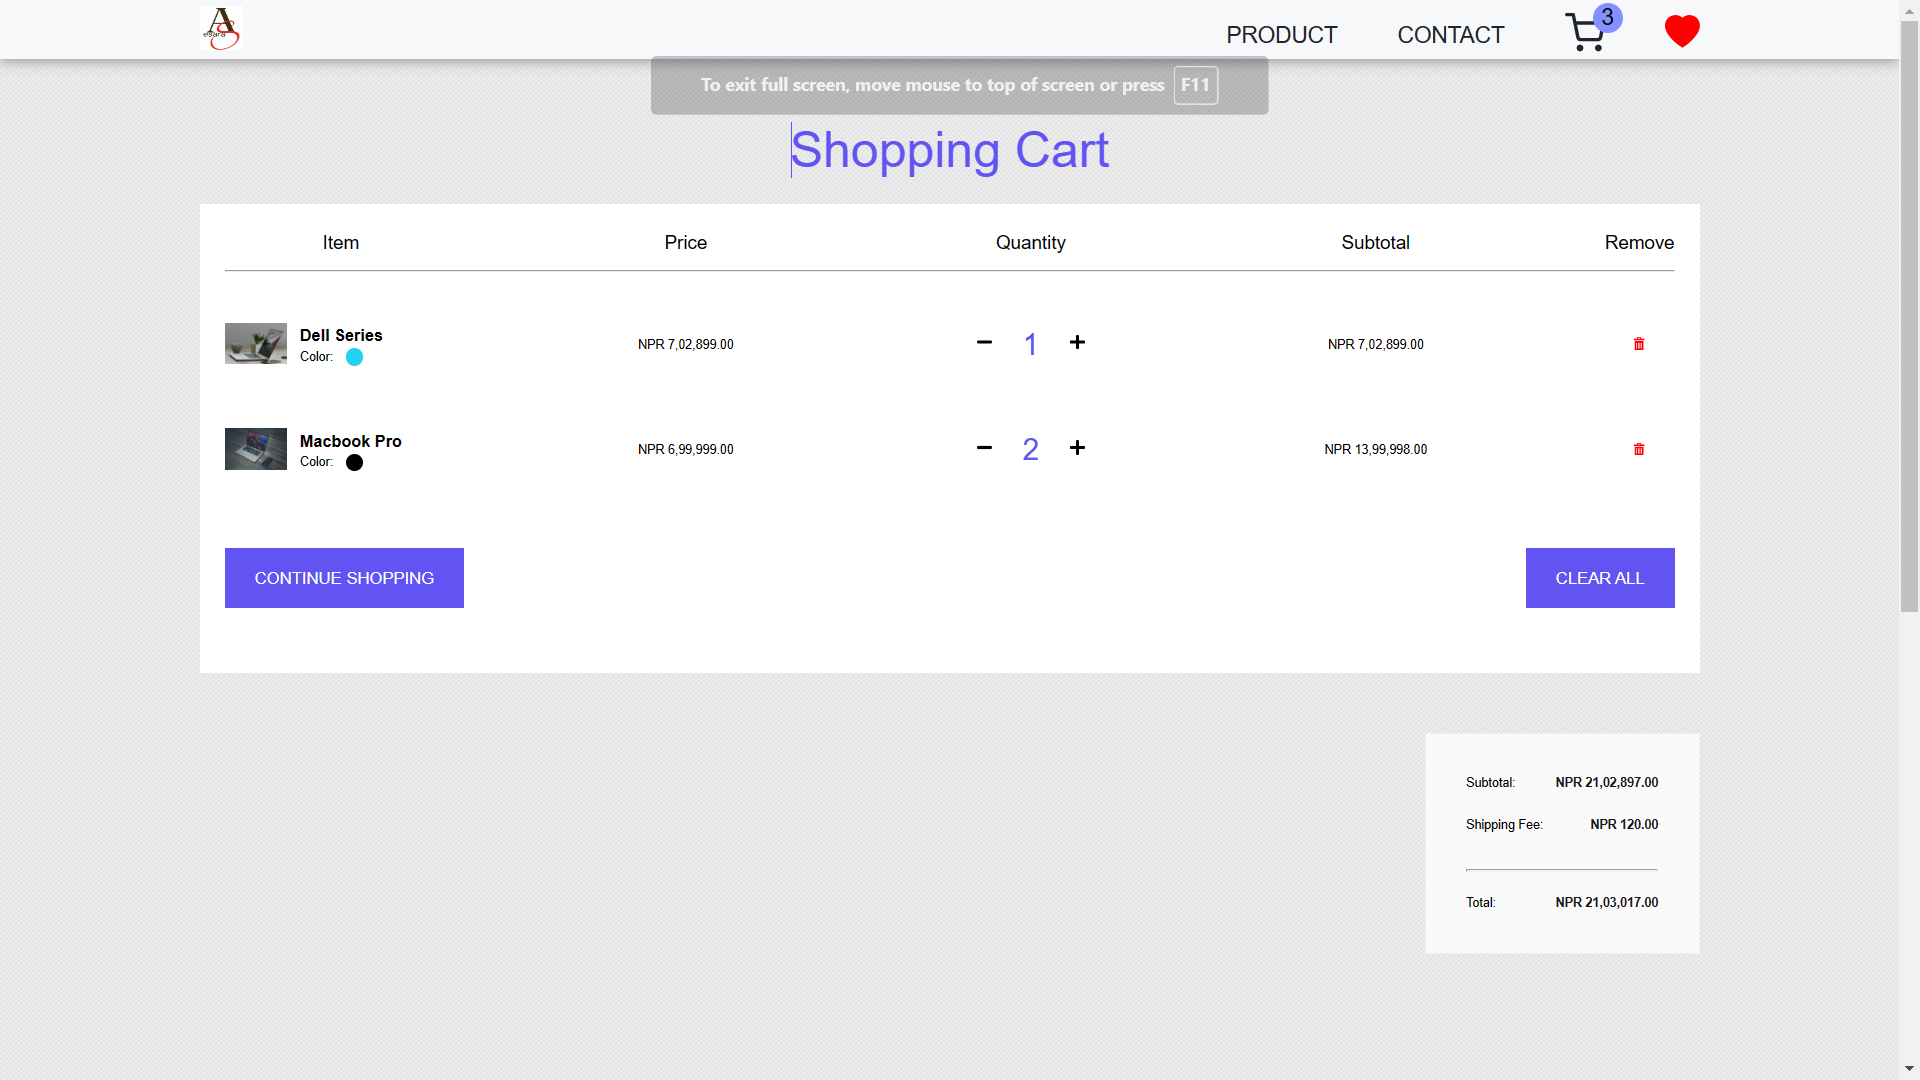 A
esara
S
PRODUCT
CONTACT
3
To exit full screen, move mouse to top of screen or press F11
Shopping Cart
Item Price Quantity Subtotal Remove
Dell Series
Color:
NPR 7,02,899.00
− 1 +
NPR 7,02,899.00
Macbook Pro
Color:
NPR 6,99,999.00
− 2 +
NPR 13,99,998.00
CONTINUE SHOPPING
CLEAR ALL
Subtotal: NPR 21,02,897.00
Shipping Fee: NPR 120.00
Total: NPR 21,03,017.00